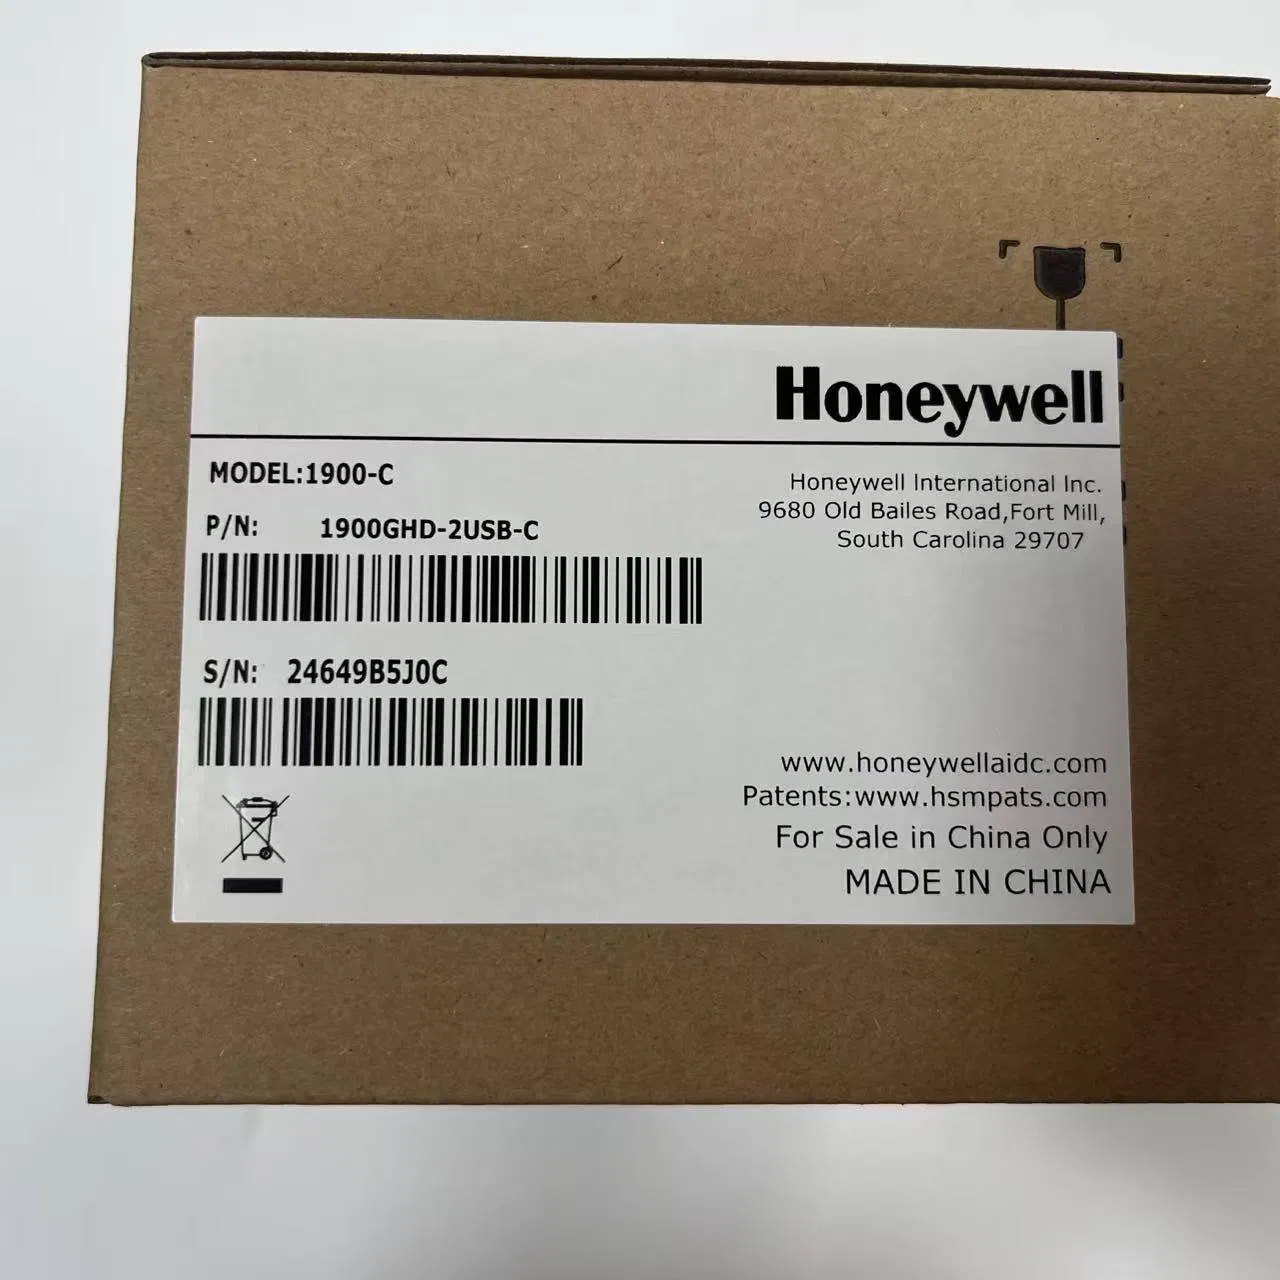 Honeywell
MODEL:1900-C
P/N: 1900GHD-2USB-C
S/N: 24649B5J0C
Honeywell International Inc.
9680 Old Bailes Road,Fort Mill,
South Carolina 29707
www.honeywellaidc.com
Patents:www.hsmpats.com
For Sale in China Only
MADE IN CHINA